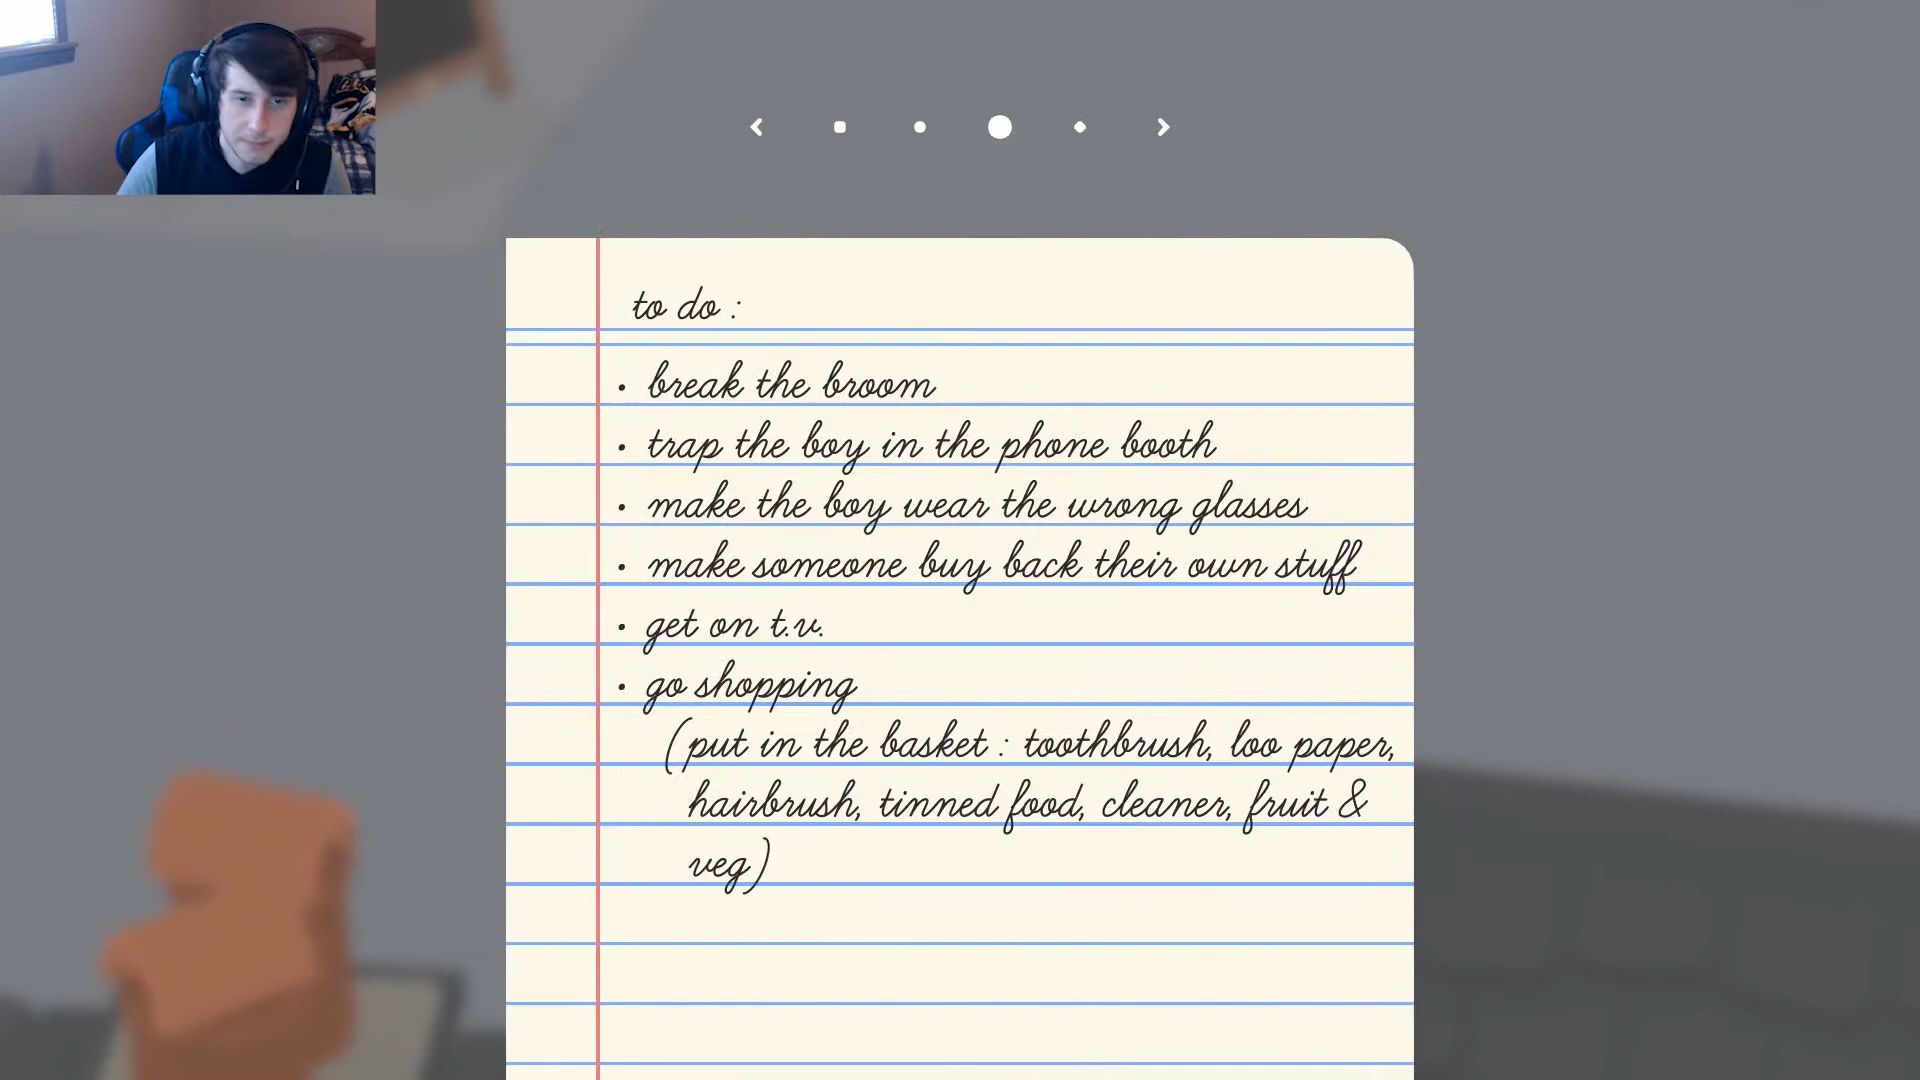 to do :
• break the broom
• trap the boy in the phone booth
• make the boy wear the wrong glasses
• make someone buy back their own stuff
• get on t.v.
• go shopping
(put in the basket : toothbrush, loo paper,
hairbrush, tinned food, cleaner, fruit &
veg)